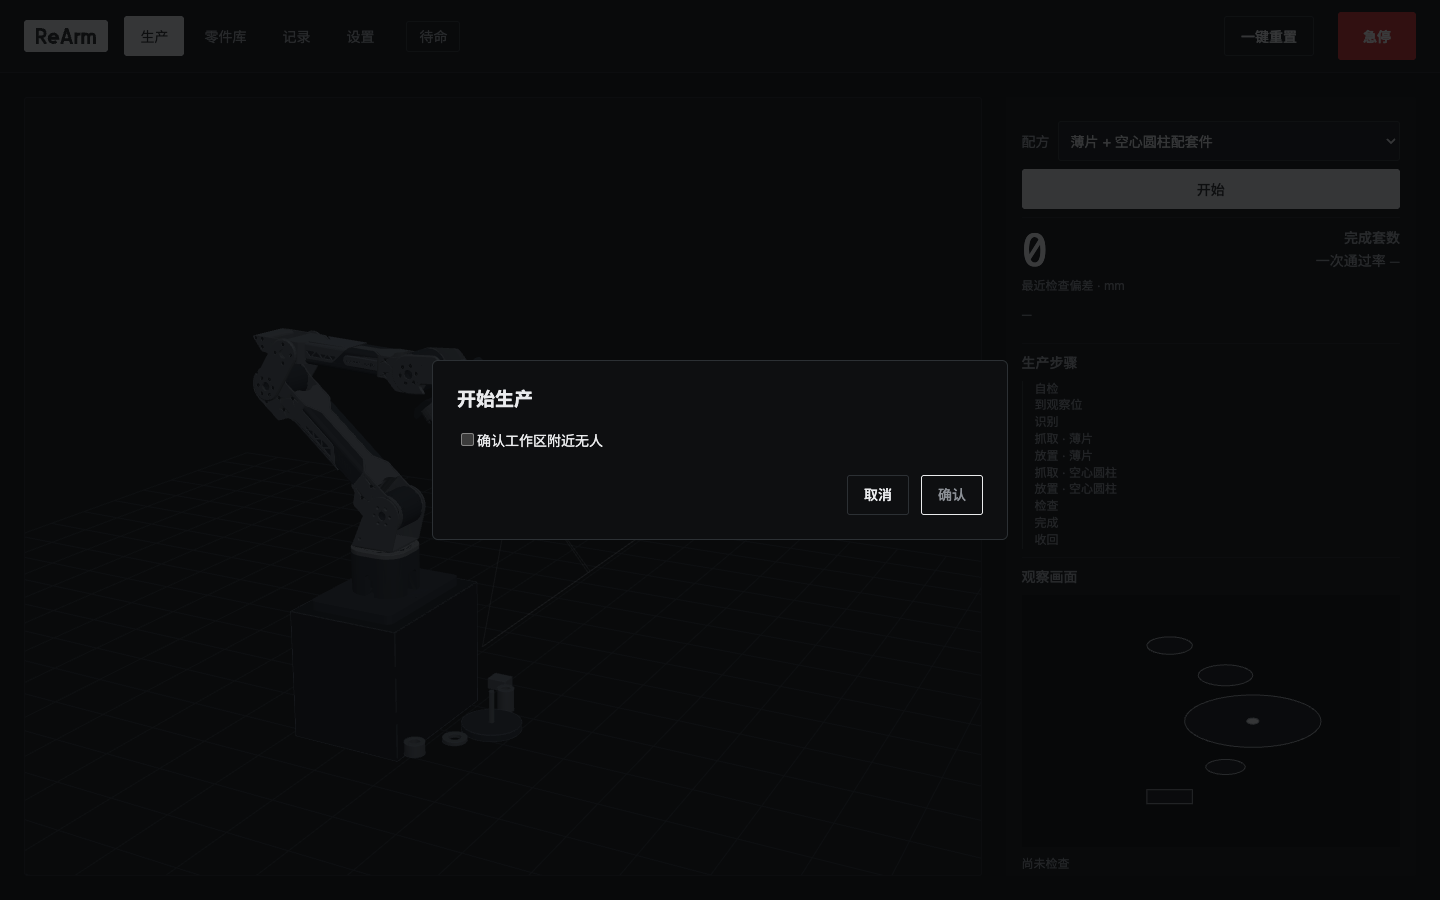 ReArm 生产 零件库 记录 设置 待命 一键重置 急停
配方 薄片 + 空心圆柱配套件
开始
0 完成套数
一次通过率 —
最近检查偏差 · mm
—
生产步骤
自检
到观察位
识别
抓取 · 薄片
放置 · 薄片
抓取 · 空心圆柱
放置 · 空心圆柱
检查
完成
收回
观察画面
尚未检查
开始生产
确认工作区附近无人
取消 确认